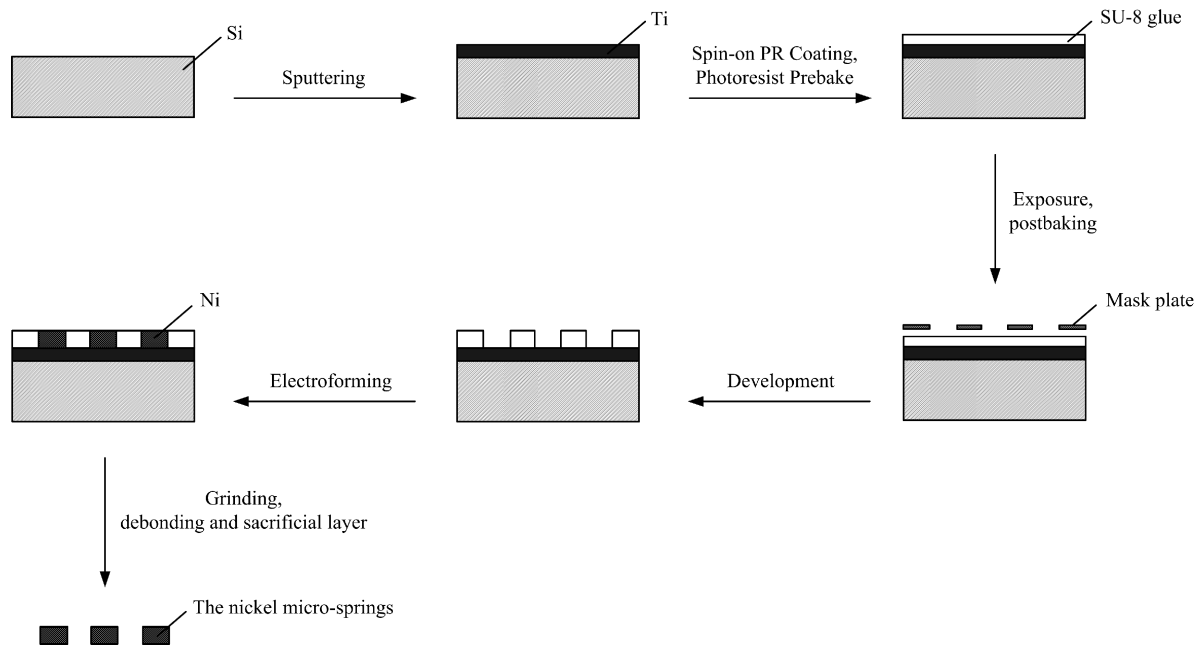 Si
Sputtering
Ti
Spin-on PR Coating,
Photoresist Prebake
SU-8 glue
Exposure,
postbaking
Mask plate
Development
Electroforming
Ni
Grinding,
debonding and sacrificial layer
The nickel micro-springs